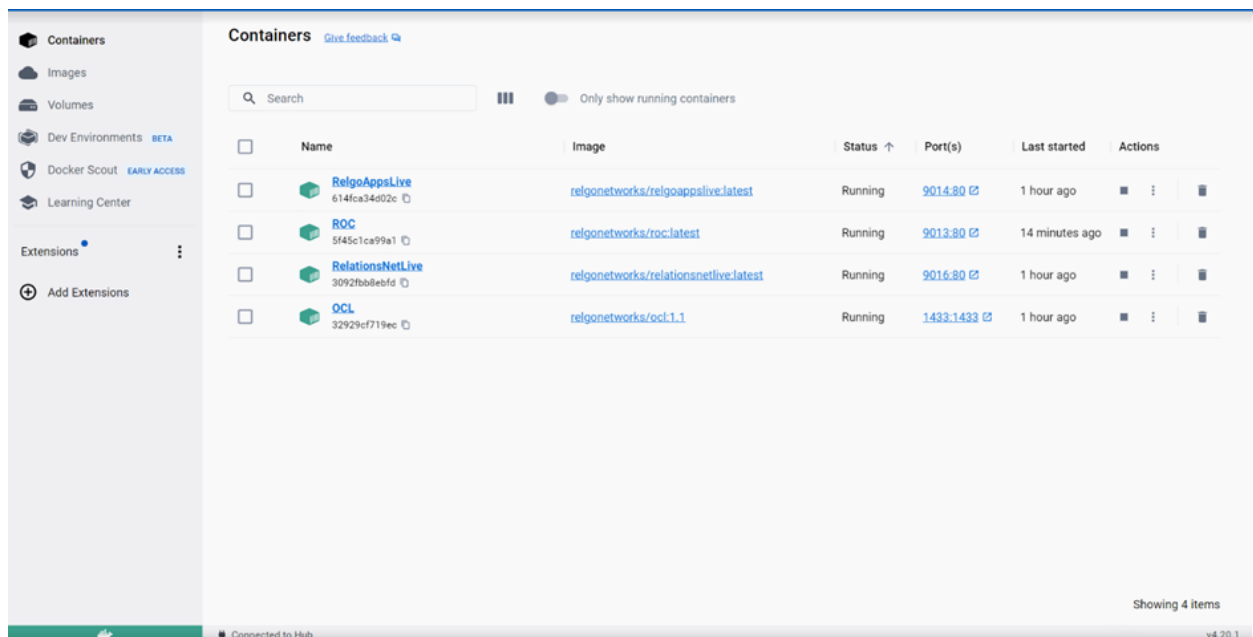 Containers
Images
Volumes
Dev Environments BETA
Docker Scout EARLY ACCESS
Learning Center
Extensions
Add Extensions
Containers Give feedback
Search
Only show running containers
Name Image Status Port(s) Last started Actions
RelgoAppsLive
614fca34d02c
relgonetworks/relgoappslive:latest Running 9014:80 1 hour ago
ROC
5f45c1ca99a1
relgonetworks/roc:latest Running 9013:80 14 minutes ago
RelationsNetLive
3092fbb8ebfd
relgonetworks/relationsnetlive:latest Running 9016:80 1 hour ago
OCL
32929cf719ec
relgonetworks/ocl:1.1 Running 1433:1433 1 hour ago
Showing 4 items
Connected to Hub
v4.20.1